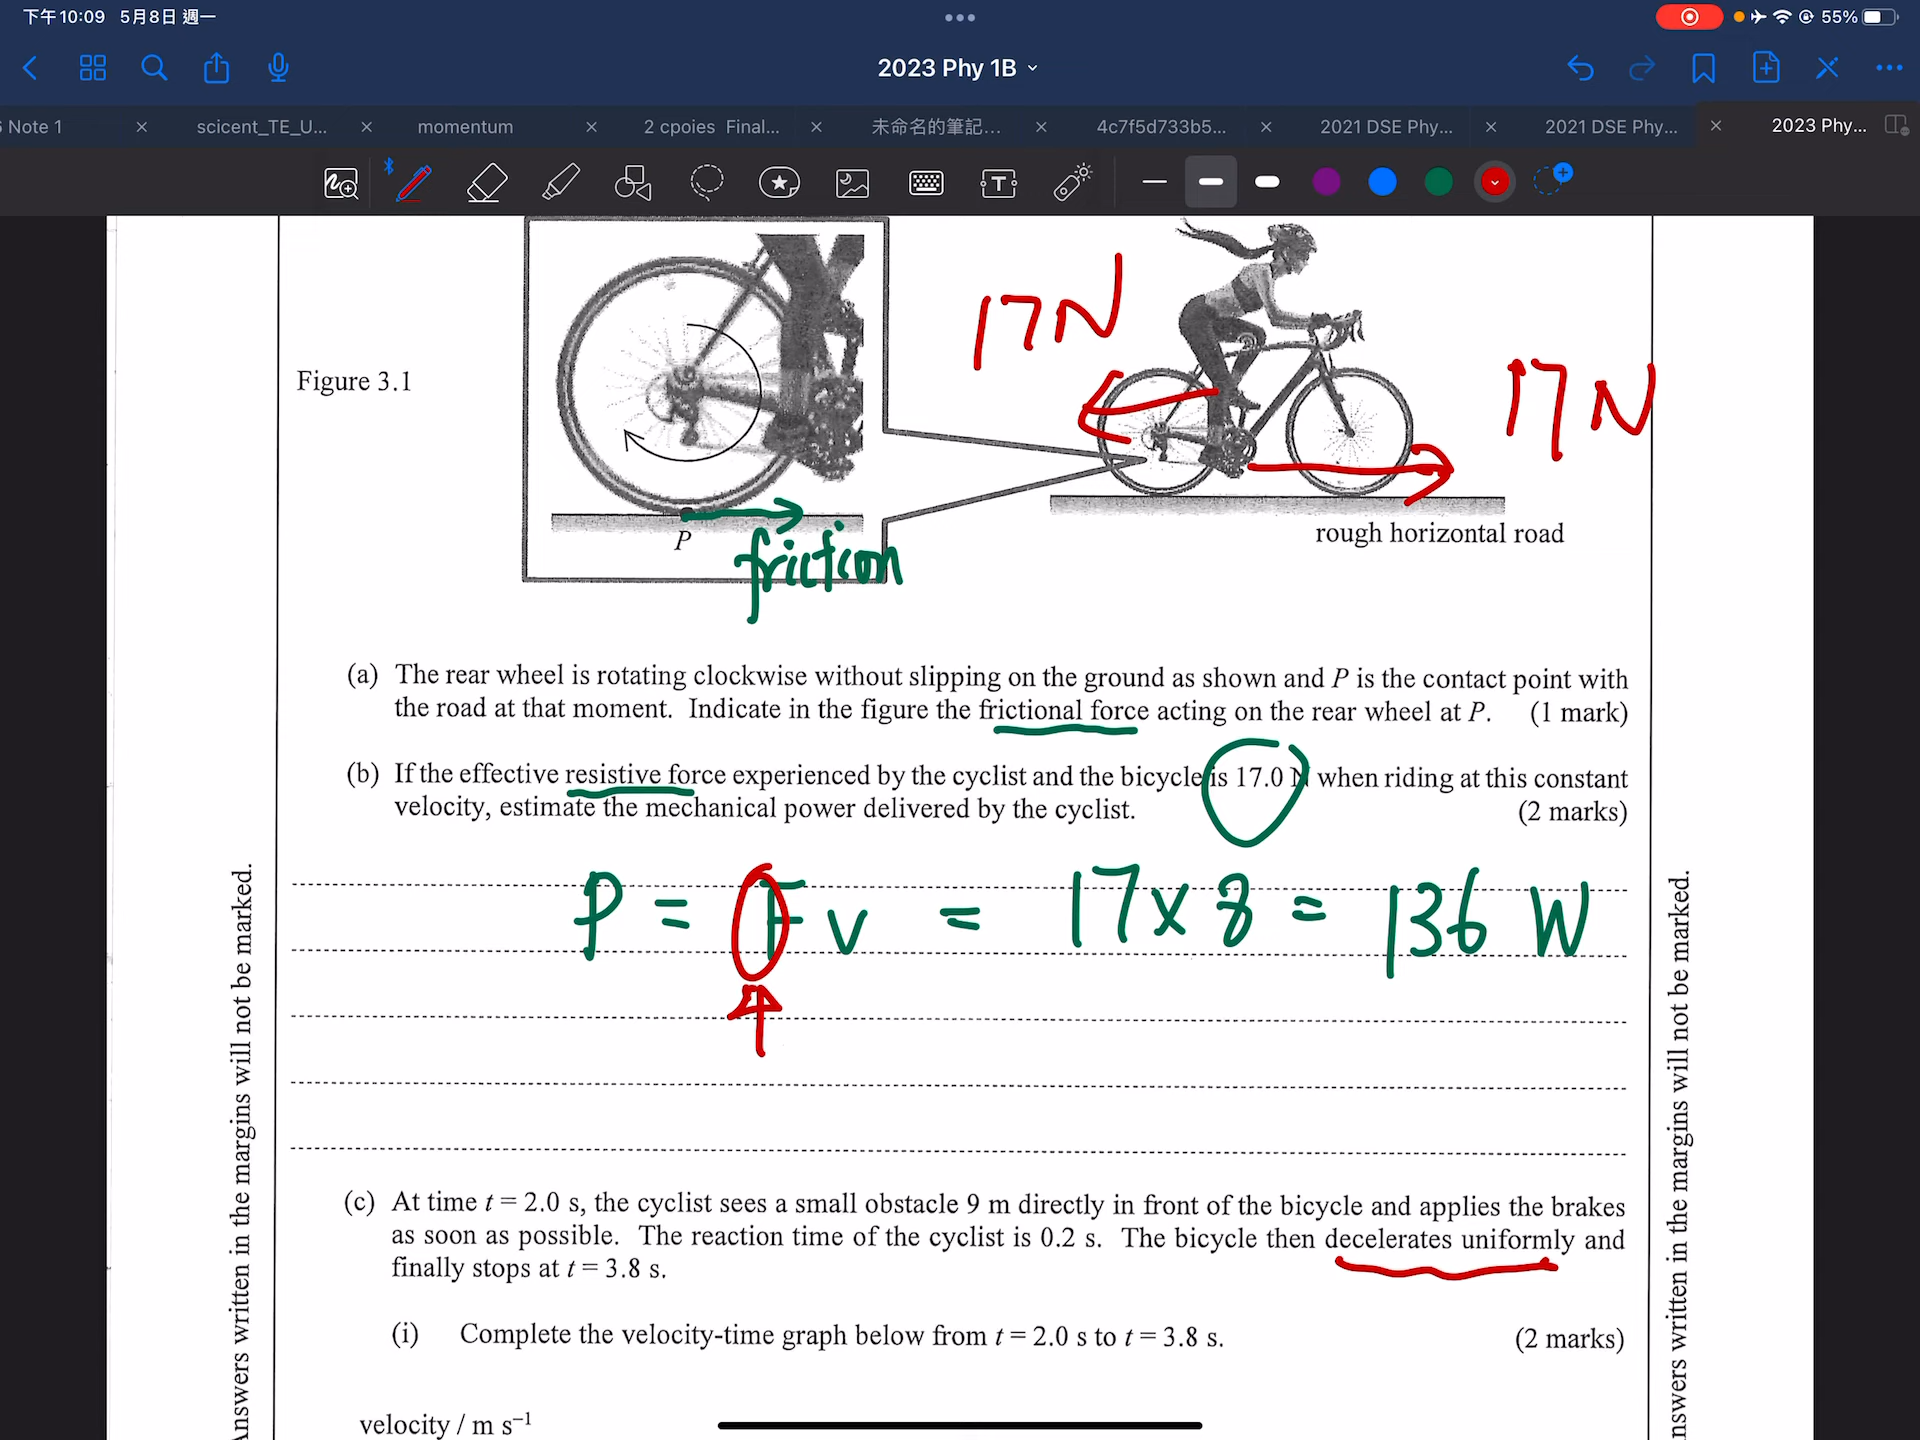 下午10:09 5月8日 週一
55%
2023 Phy 1B
Note 1
scicent_TE_U...
momentum
2 cpoies Final...
未命名的筆記...
4c7f5d733b5...
2021 DSE Phy...
2021 DSE Phy...
2023 Phy...
17N
17N
Figure 3.1
P
friction
rough horizontal road
(a) The rear wheel is rotating clockwise without slipping on the ground as shown and P is the contact point with
the road at that moment. Indicate in the figure the frictional force acting on the rear wheel at P. (1 mark)
(b) If the effective resistive force experienced by the cyclist and the bicycle is 17.0 N when riding at this constant
velocity, estimate the mechanical power delivered by the cyclist. (2 marks)
P = Fv = 17 x 8 = 136 W
(c) At time t = 2.0 s, the cyclist sees a small obstacle 9 m directly in front of the bicycle and applies the brakes
as soon as possible. The reaction time of the cyclist is 0.2 s. The bicycle then decelerates uniformly and
finally stops at t = 3.8 s.
(i) Complete the velocity-time graph below from t = 2.0 s to t = 3.8 s. (2 marks)
velocity / m s⁻¹
Answers written in the margins will not be marked.
Answers written in the margins will not be marked.